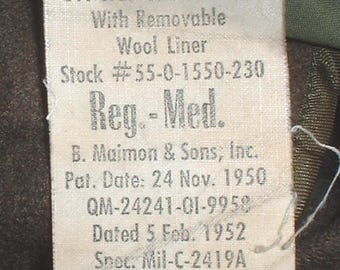 With Removable
Wool Liner
Stock #55-0-1550-230
Reg.-Med.
B. Maimon & Sons, Inc.
Pat. Date: 24 Nov. 1950
QM-24241-OI-9958
Dated 5 Feb. 1952
Spec. Mil-C-2419A